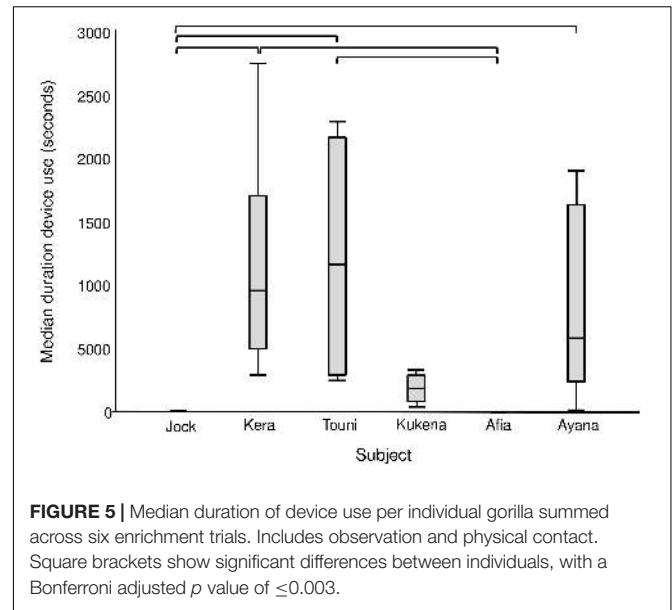 3000
2500
2000
1500
1000
5000
0
Median duration device use (seconds)
Jock Kera Touni Kukena Afia Ayana
Subject
FIGURE 5 | Median duration of device use per individual gorilla summed
across six enrichment trials. Includes observation and physical contact.
Square brackets show significant differences between individuals, with a
Bonferroni adjusted p value of ≤0.003.